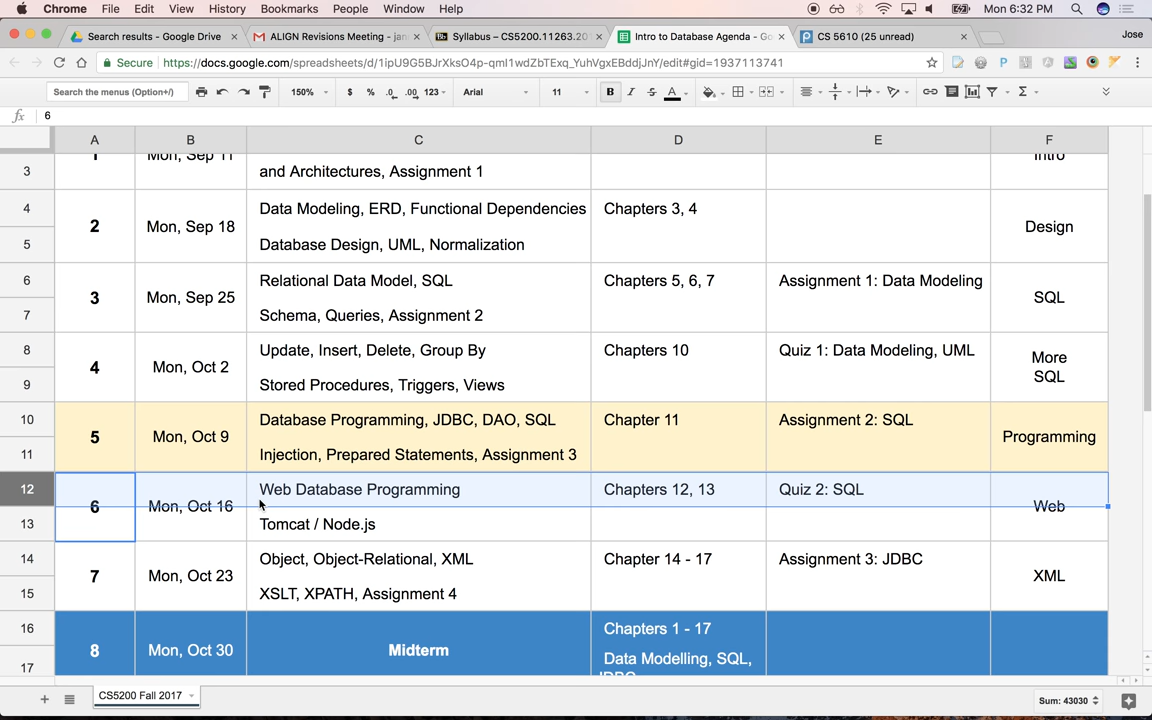 Chrome File Edit View History Bookmarks People Window Help Mon 6:32 PM
Search results - Google Drive ALIGN Revisions Meeting - jan Syllabus – CS5200.11263.20 Intro to Database Agenda - Go CS 5610 (25 unread) Jose
Secure https://docs.google.com/spreadsheets/d/1ipU9G5BJrXksO4p-qmI1wdZbTExq_YuhVgxEBddjJnY/edit#gid=1937113741
Search the menus (Option+/) 150% $ % .0 .00 123 Arial 11 B I S A
fx 6
A B C D E F
1 Mon, Sep 11 Intro
3 and Architectures, Assignment 1
4 Data Modeling, ERD, Functional Dependencies Chapters 3, 4
2 Mon, Sep 18 Design
5 Database Design, UML, Normalization
6 Relational Data Model, SQL Chapters 5, 6, 7 Assignment 1: Data Modeling
3 Mon, Sep 25 SQL
7 Schema, Queries, Assignment 2
8 Update, Insert, Delete, Group By Chapters 10 Quiz 1: Data Modeling, UML
4 Mon, Oct 2 More SQL
9 Stored Procedures, Triggers, Views
10 Database Programming, JDBC, DAO, SQL Chapter 11 Assignment 2: SQL
5 Mon, Oct 9 Programming
11 Injection, Prepared Statements, Assignment 3
12 Web Database Programming Chapters 12, 13 Quiz 2: SQL
6 Mon, Oct 16 Web
13 Tomcat / Node.js
14 Object, Object-Relational, XML Chapter 14 - 17 Assignment 3: JDBC
7 Mon, Oct 23 XML
15 XSLT, XPATH, Assignment 4
16 Chapters 1 - 17
8 Mon, Oct 30 Midterm
17 Data Modelling, SQL,
JDBC
CS5200 Fall 2017 Sum: 43030